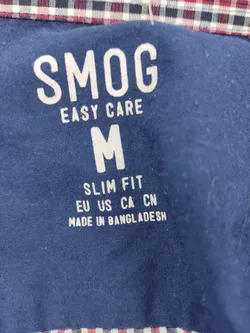 SMOG
EASY CARE
M
SLIM FIT
EU US CA CN
MADE IN BANGLADESH